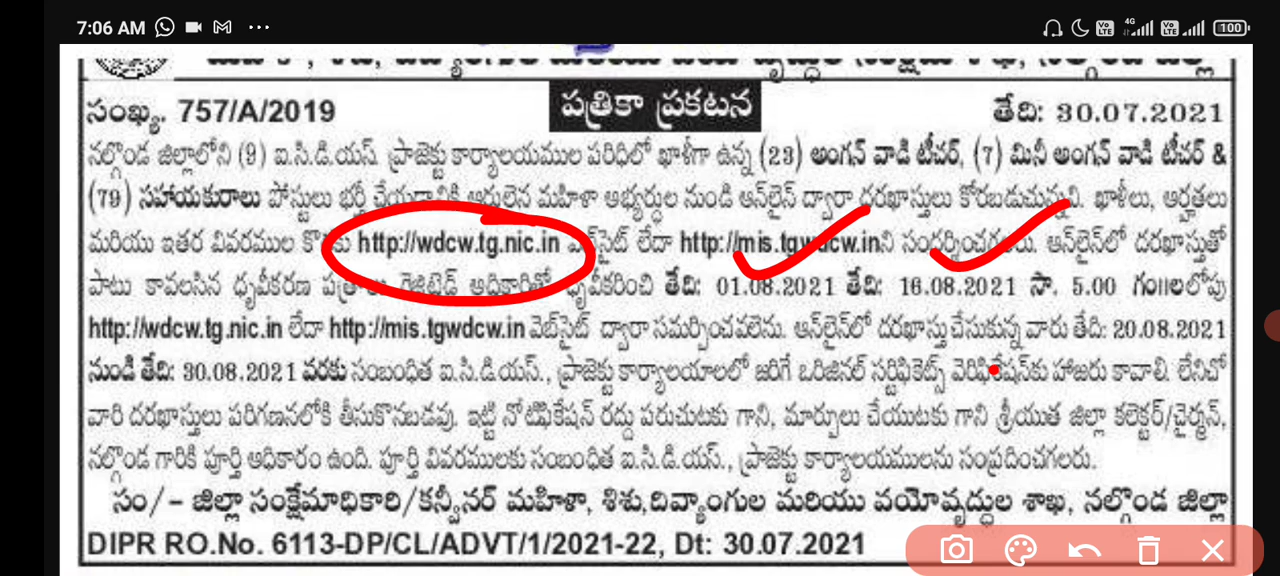 7:06 AM
4G
100
సంఖ్య. 757/A/2019
పత్రికా ప్రకటన
తేది: 30.07.2021
నల్గొండ జిల్లాలోని (9) ఐ.సి.డి.యస్ ప్రాజెక్టు కార్యాలయముల పరిధిలో ఖాళీగా ఉన్న (23) అంగన్ వాడి టీచర్, (7) మినీ అంగన్ వాడి టీచర్ &
(79) సహాయకురాలు పోస్టులు భర్తీ చేయడానికి అర్హులైన మహిళా అభ్యర్థుల నుండి ఆన్‌లైన్ ద్వారా దరఖాస్తులు కోరబడుచున్నవి. ఖాళీలు, అర్హతలు
మరియు ఇతర వివరముల కొరకు http://wdcw.tg.nic.in వెబ్‌సైట్ లేదా http://mis.tgwdcw.inని సందర్శించగలరు. ఆన్‌లైన్‌లో దరఖాస్తుతో
పాటు కావలసిన ధృవీకరణ పత్రాలు గెజిటెడ్ అధికారితో ధృవీకరించి తేది: 01.08.2021 తేది: 16.08.2021 సా. 5.00 గం॥లలోపు
http://wdcw.tg.nic.in లేదా http://mis.tgwdcw.in వెబ్‌సైట్ ద్వారా సమర్పించవలెను. ఆన్‌లైన్‌లో దరఖాస్తు చేసుకున్న వారు తేది: 20.08.2021
నుండి తేది: 30.08.2021 వరకు సంబంధిత ఐ.సి.డి.యస్., ప్రాజెక్టు కార్యాలయాలలో జరిగే ఒరిజినల్ సర్టిఫికెట్స్ వెరిఫికేషన్‌కు హాజరు కావాలి. లేనిచో
వారి దరఖాస్తులు పరిగణనలోకి తీసుకొనబడవు. ఇట్టి నోటిఫికేషన్ రద్దు పరుచుటకు గాని, మార్పులు చేయుటకు గాని శ్రీయుత జిల్లా కలెక్టర్/చైర్మన్,
నల్గొండ గారికి పూర్తి అధికారం ఉంది. పూర్తి వివరములకు సంబంధిత ఐ.సి.డి.యస్., ప్రాజెక్టు కార్యాలయములను సంప్రదించగలరు.
సం/– జిల్లా సంక్షేమాధికారి/కన్వీనర్ మహిళా, శిశు,దివ్యాంగుల మరియు వయోవృద్ధుల శాఖ, నల్గొండ జిల్లా
DIPR RO.No. 6113-DP/CL/ADVT/1/2021-22, Dt: 30.07.2021